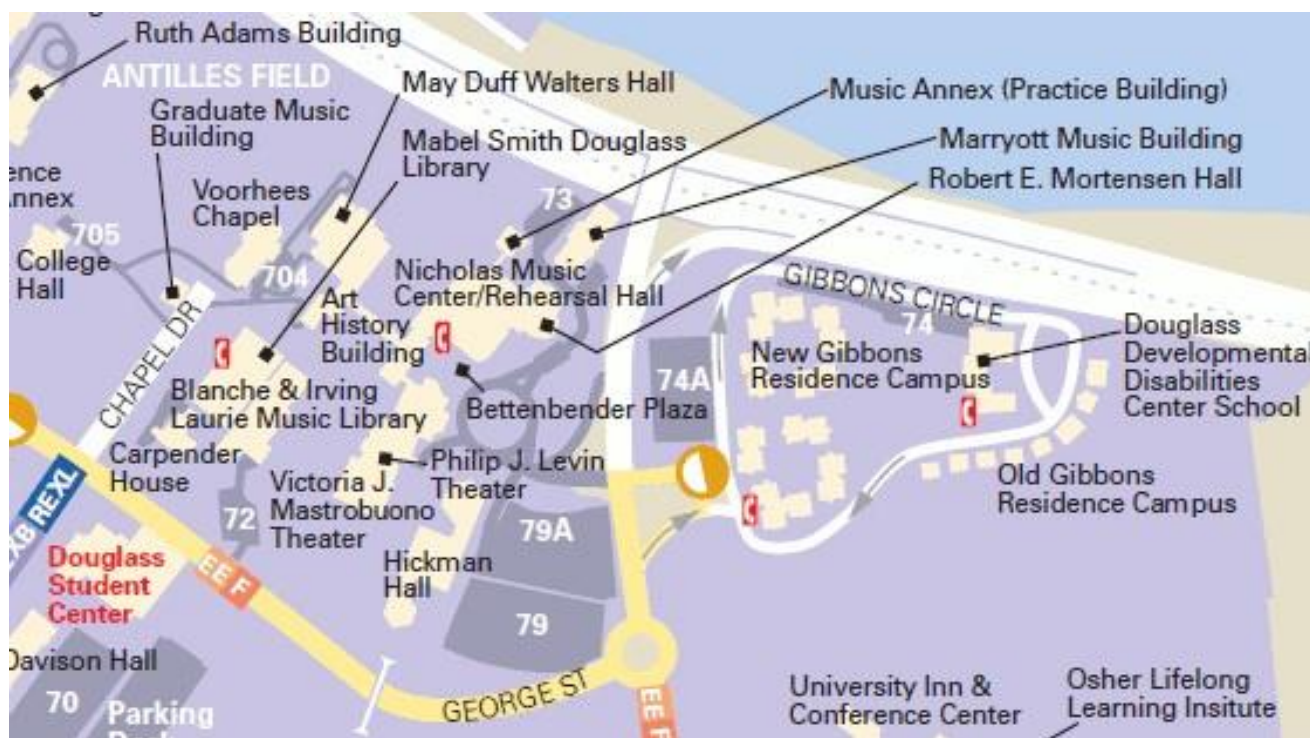 Ruth Adams Building
ANTILLES FIELD
May Duff Walters Hall
Graduate Music
Building
Mabel Smith Douglass
Library
Music Annex (Practice Building)
Marryott Music Building
Robert E. Mortensen Hall
ence
Annex
Voorhees
Chapel
73
705
College
Hall
704
Nicholas Music
Center/Rehearsal Hall
Art
History
Building
GIBBONS CIRCLE
74
CHAPEL DR
New Gibbons
Residence Campus
Douglass
Developmental
Disabilities
Center School
74A
Blanche & Irving
Laurie Music Library
Bettenbender Plaza
Carpender
House
Philip J. Levin
Theater
Victoria J.
Mastrobuono
Theater
Old Gibbons
Residence Campus
REXB REXL
72
79A
Hickman
Hall
Douglass
Student
Center
EE F
79
Davison Hall
70
Parking
GEORGE ST
EE F
University Inn &
Conference Center
Osher Lifelong
Learning Insitute